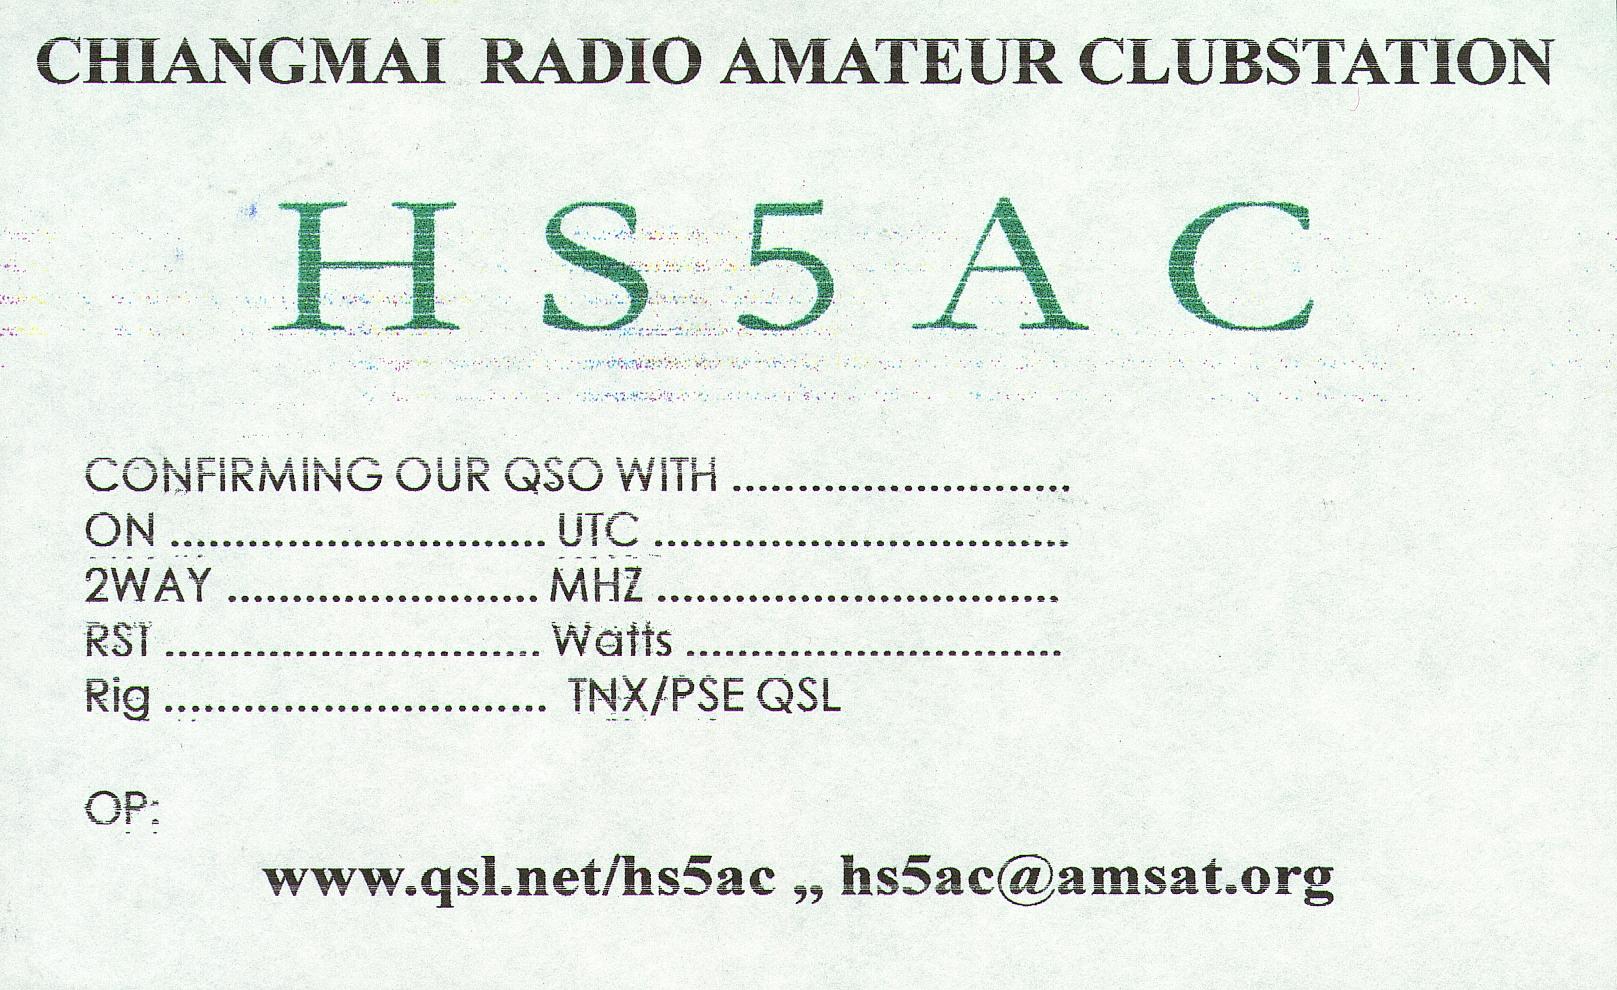 CHIANGMAI RADIO AMATEUR CLUBSTATION
H S 5 A C
CONFIRMING OUR QSO WITH ..........................
ON ............................. UTC ................................
2WAY ........................ MHZ ...............................
RST ............................. Watts .............................
Rig .............................. TNX/PSE QSL
OP:
www.qsl.net/hs5ac ,, hs5ac@amsat.org